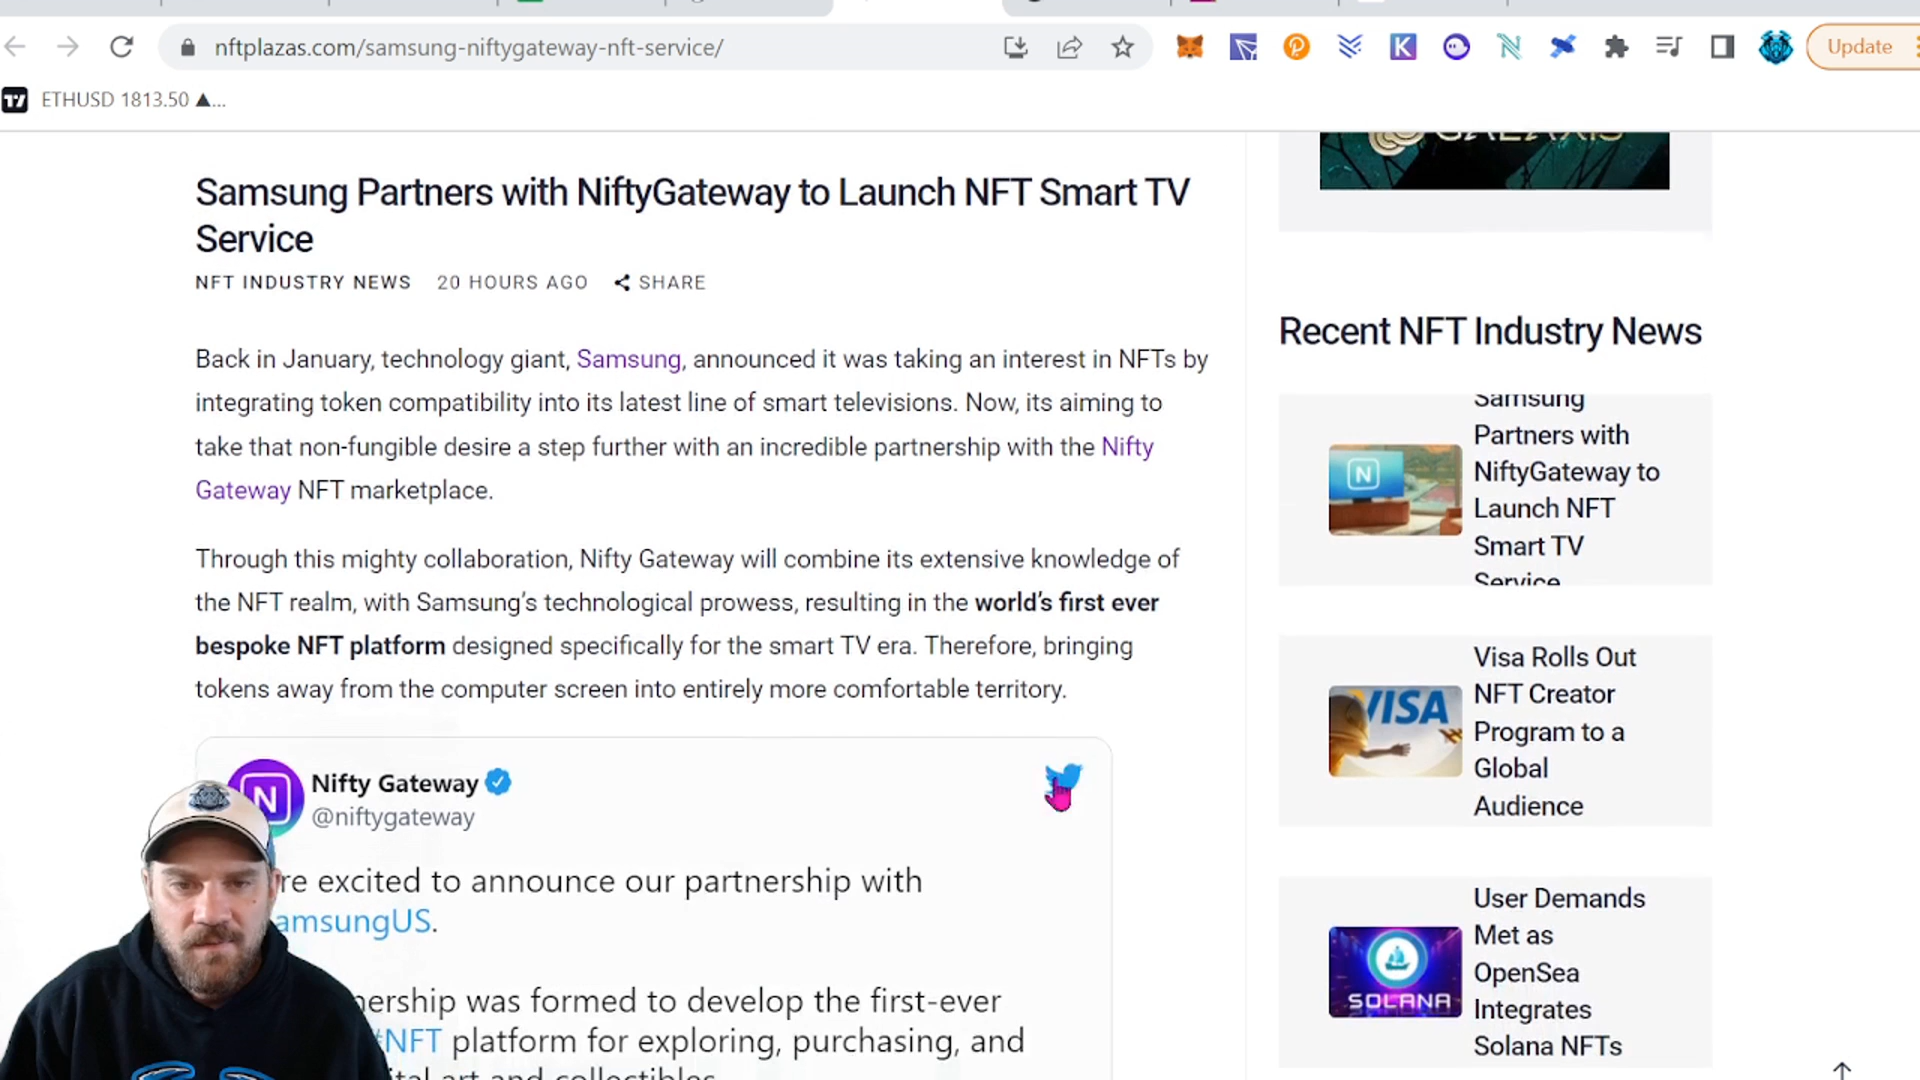 nftplazas.com/samsung-niftygateway-nft-service/
Update
ETHUSD 1813.50 ▲...
Samsung Partners with NiftyGateway to Launch NFT Smart TV
Service
NFT INDUSTRY NEWS 20 HOURS AGO SHARE
Back in January, technology giant, Samsung, announced it was taking an interest in NFTs by
integrating token compatibility into its latest line of smart televisions. Now, its aiming to
take that non-fungible desire a step further with an incredible partnership with the Nifty
Gateway NFT marketplace.
Through this mighty collaboration, Nifty Gateway will combine its extensive knowledge of
the NFT realm, with Samsung’s technological prowess, resulting in the world’s first ever
bespoke NFT platform designed specifically for the smart TV era. Therefore, bringing
tokens away from the computer screen into entirely more comfortable territory.
N
Nifty Gateway
@niftygateway
re excited to announce our partnership with
amsungUS.
nership was formed to develop the first-ever
#NFT platform for exploring, purchasing, and
ital art and collectibles
GALAXIS
Recent NFT Industry News
N
Samsung
Partners with
NiftyGateway to
Launch NFT
Smart TV
Service
VISA
Visa Rolls Out
NFT Creator
Program to a
Global
Audience
SOLANA
User Demands
Met as
OpenSea
Integrates
Solana NFTs